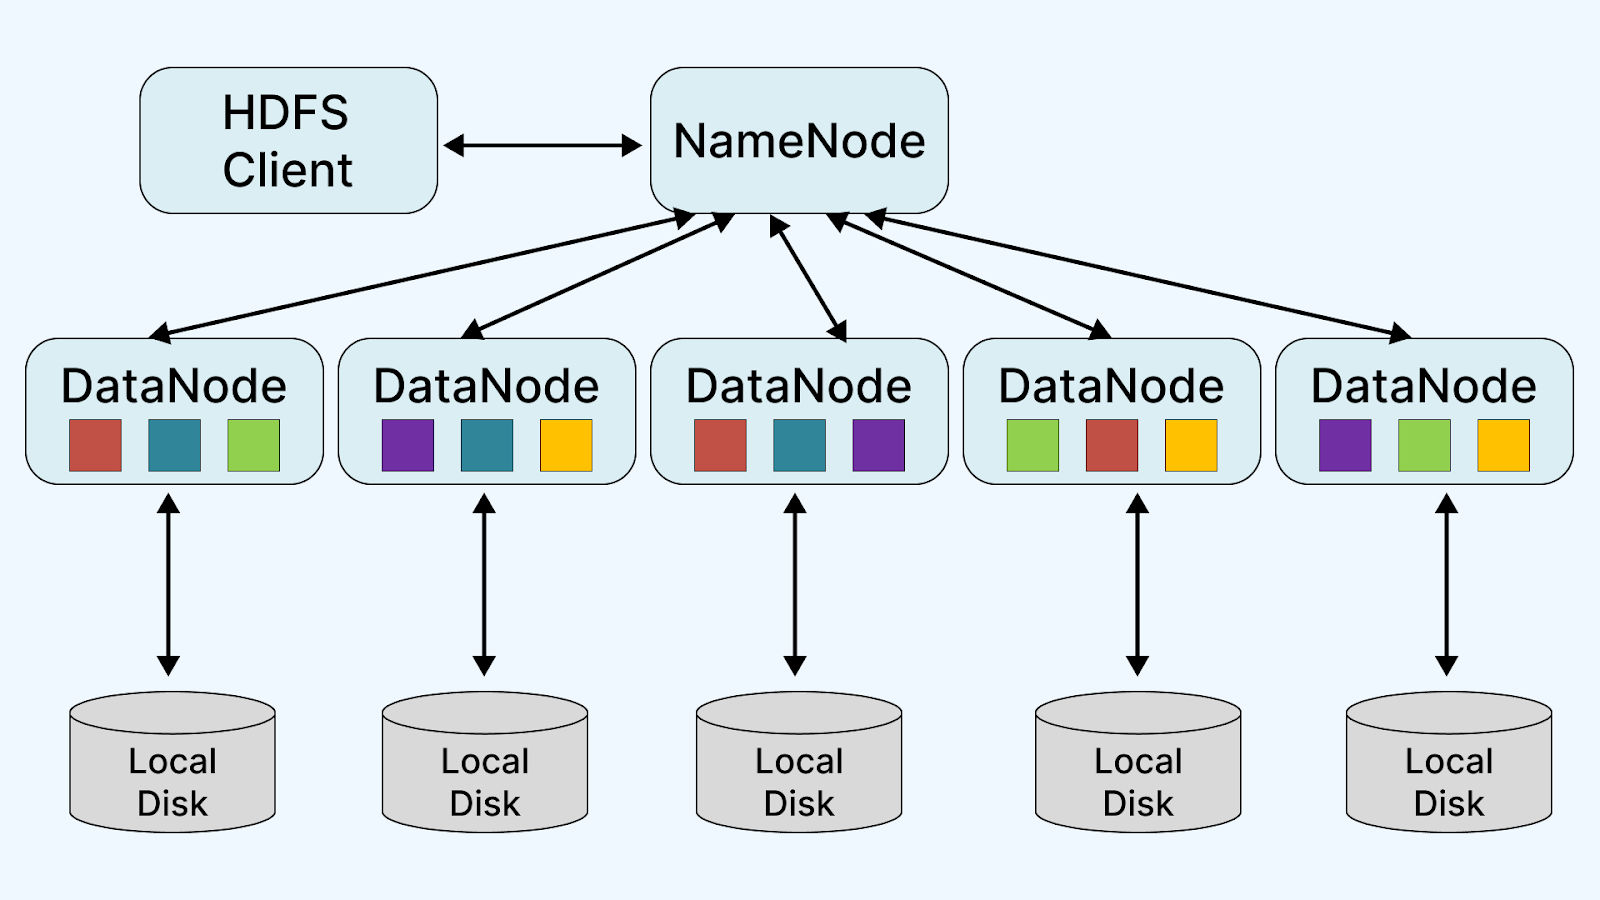 HDFS
Client
NameNode
DataNode
DataNode
DataNode
DataNode
DataNode
Local
Disk
Local
Disk
Local
Disk
Local
Disk
Local
Disk